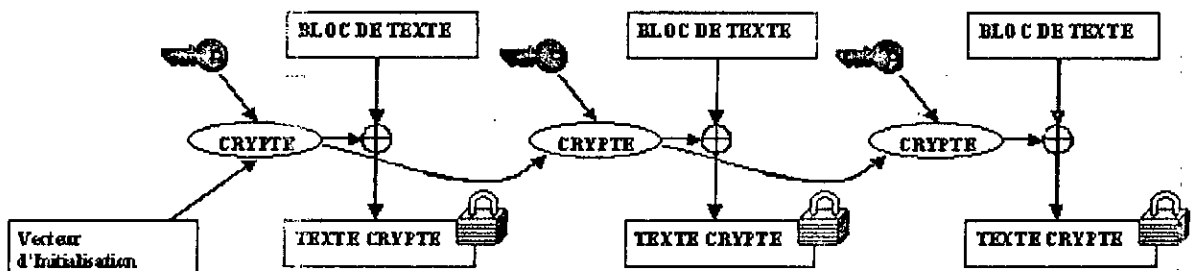 BLOC DE TEXTE
BLOC DE TEXTE
BLOC DE TEXTE
CRYPTE
CRYPTE
CRYPTE
Vecteur
d'Initialisation
TEXTE CRYPTE
TEXTE CRYPTE
TEXTE CRYPTE